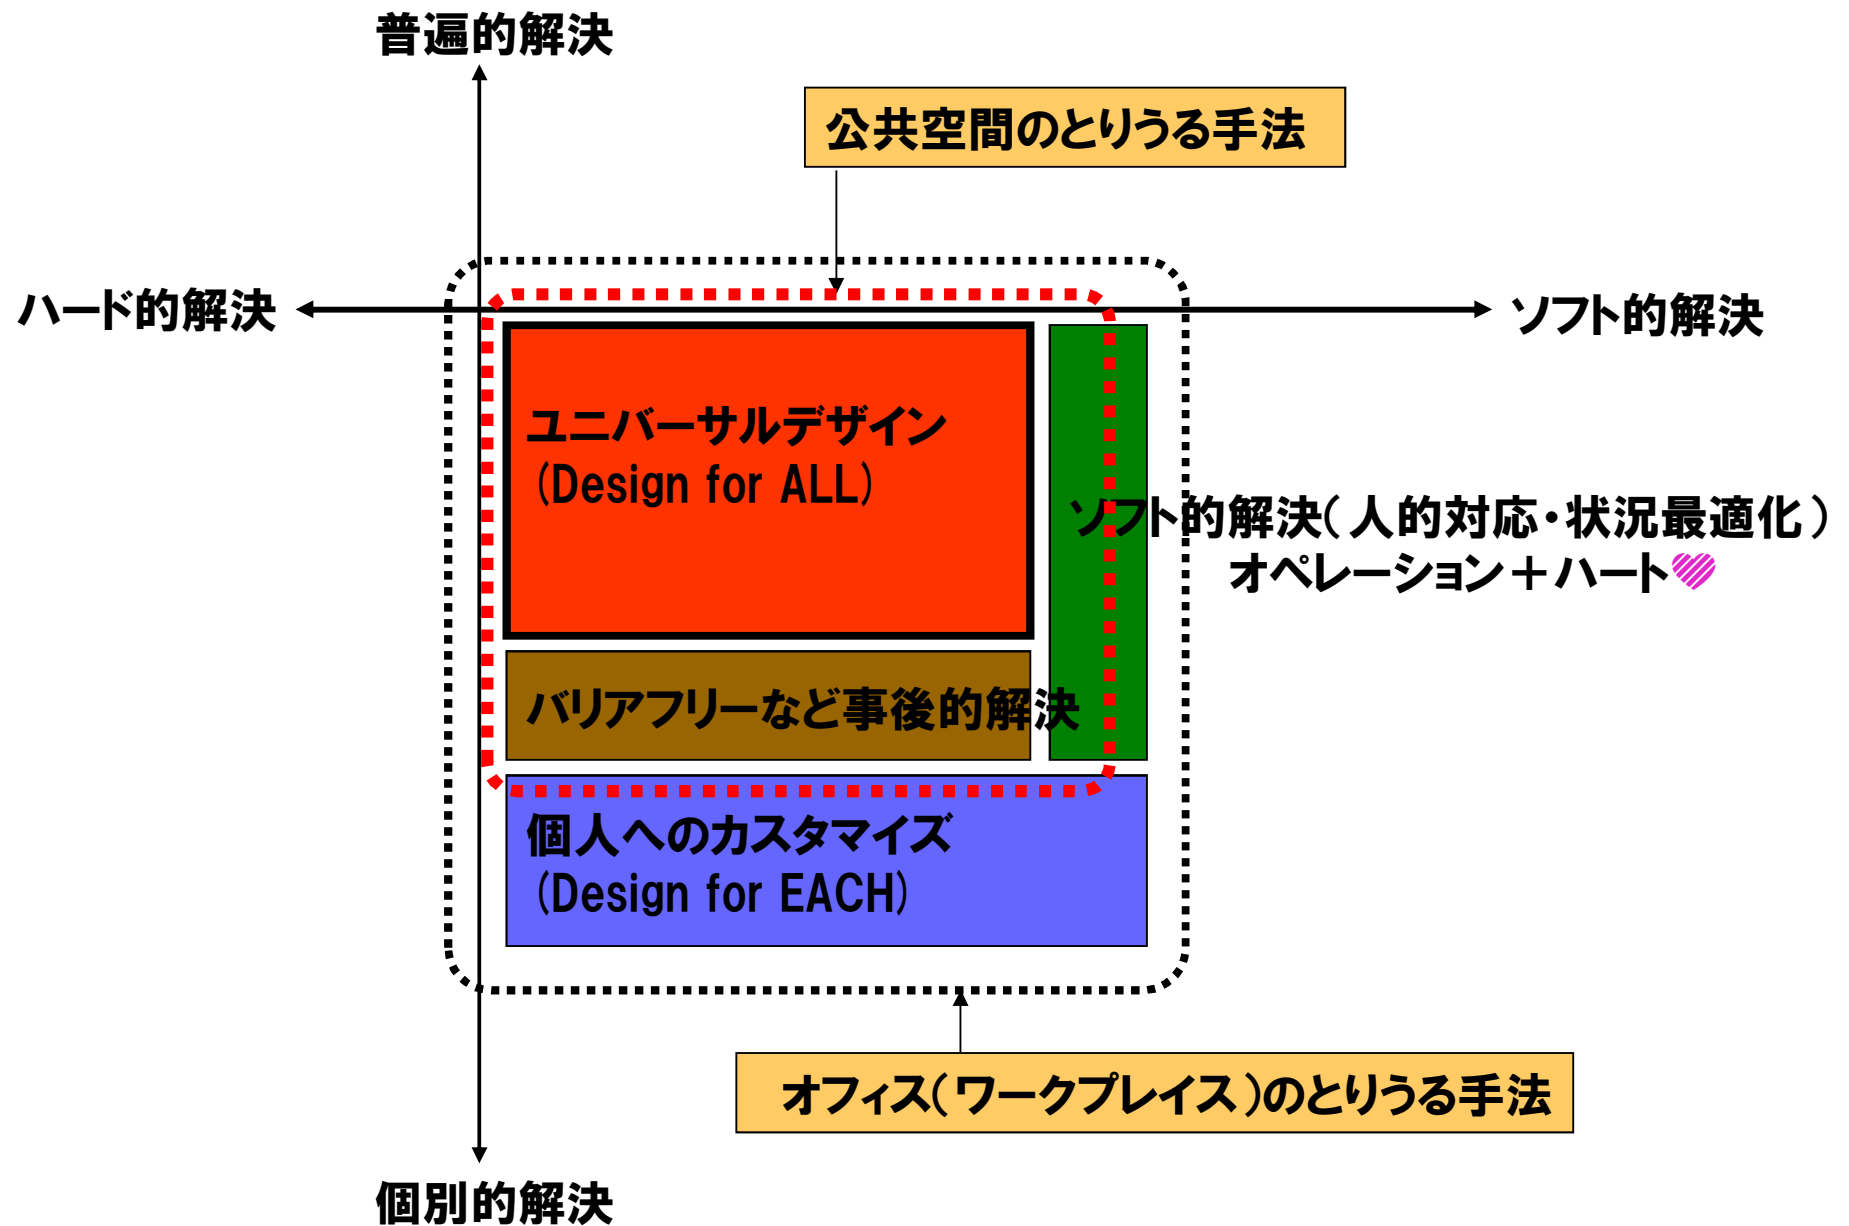 普遍的解決
公共空間のとりうる手法
ハード的解決
ソフト的解決
ユニバーサルデザイン
(Design for ALL)
ソフト的解決(人的対応・状況最適化)
オペレーション+ハート
バリアフリーなど事後的解決
個人へのカスタマイズ
(Design for EACH)
オフィス(ワークプレイス)のとりうる手法
個別的解決